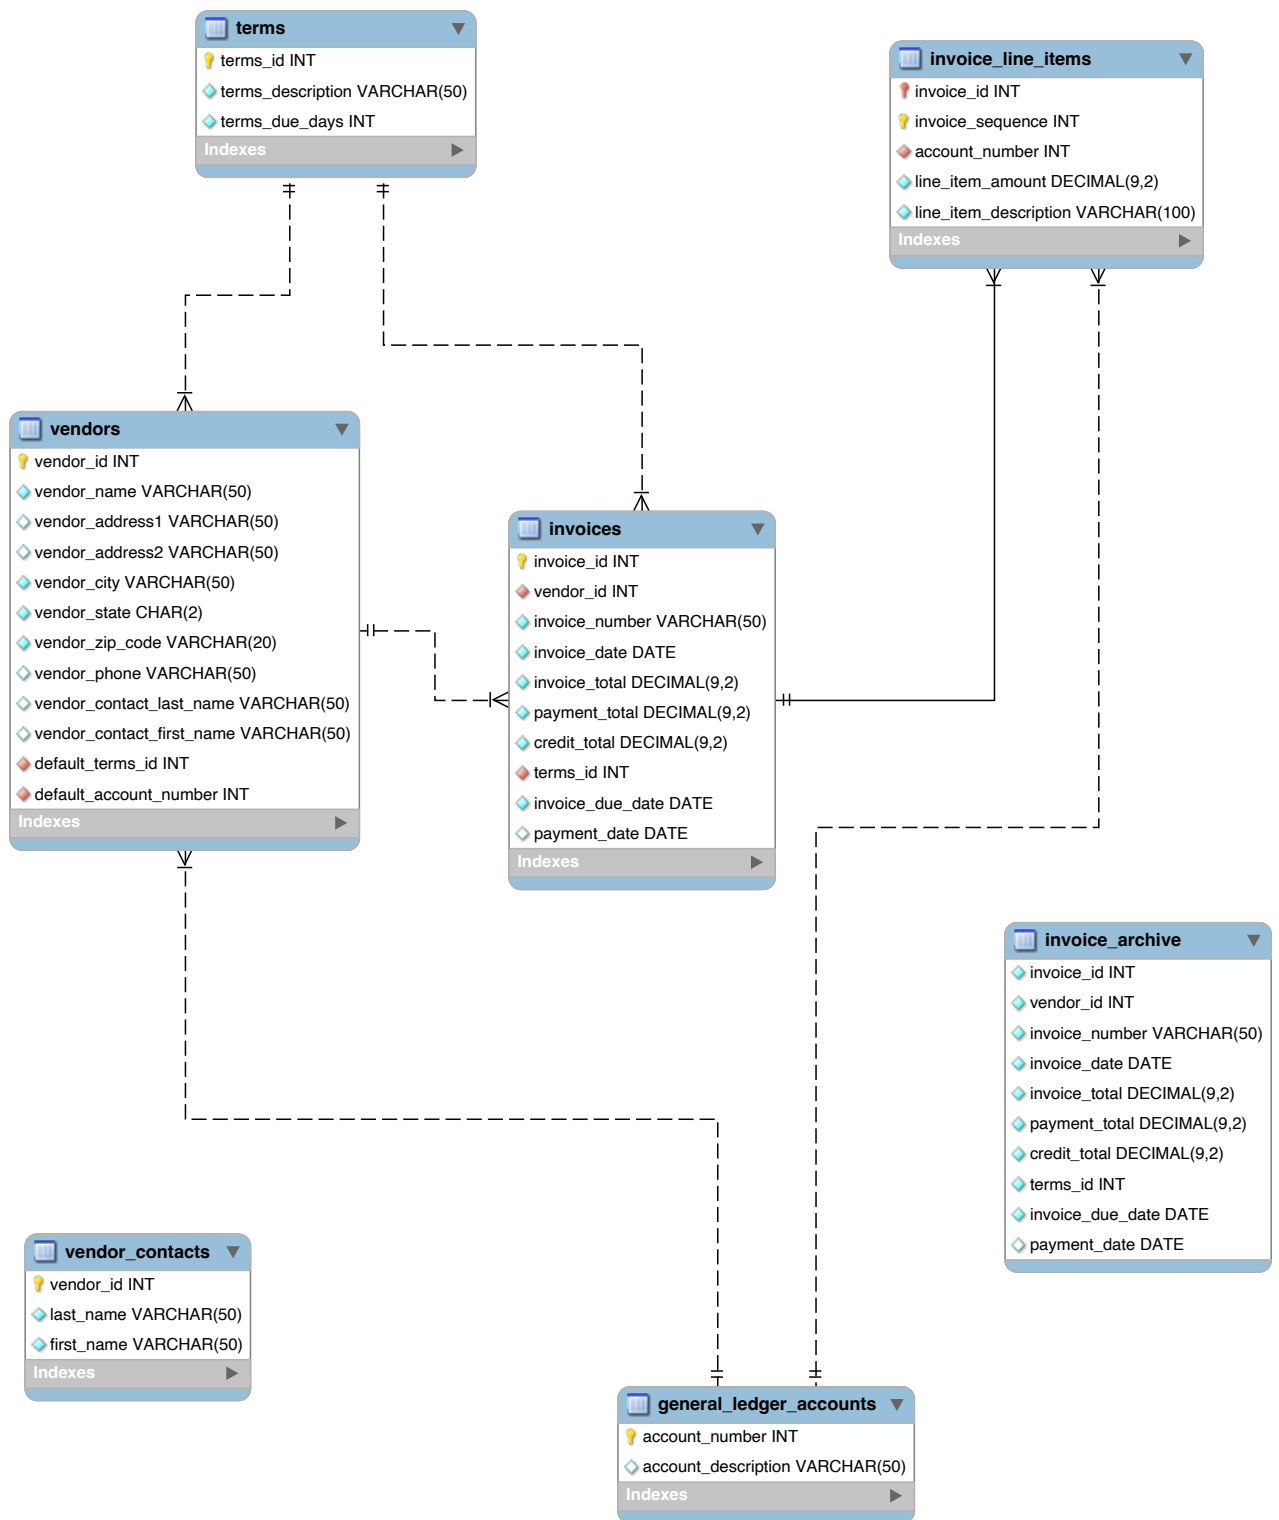 terms
terms_id INT
terms_description VARCHAR(50)
terms_due_days INT
Indexes
invoice_line_items
invoice_id INT
invoice_sequence INT
account_number INT
line_item_amount DECIMAL(9,2)
line_item_description VARCHAR(100)
Indexes
vendors
vendor_id INT
vendor_name VARCHAR(50)
vendor_address1 VARCHAR(50)
vendor_address2 VARCHAR(50)
vendor_city VARCHAR(50)
vendor_state CHAR(2)
vendor_zip_code VARCHAR(20)
vendor_phone VARCHAR(50)
vendor_contact_last_name VARCHAR(50)
vendor_contact_first_name VARCHAR(50)
default_terms_id INT
default_account_number INT
Indexes
invoices
invoice_id INT
vendor_id INT
invoice_number VARCHAR(50)
invoice_date DATE
invoice_total DECIMAL(9,2)
payment_total DECIMAL(9,2)
credit_total DECIMAL(9,2)
terms_id INT
invoice_due_date DATE
payment_date DATE
Indexes
invoice_archive
invoice_id INT
vendor_id INT
invoice_number VARCHAR(50)
invoice_date DATE
invoice_total DECIMAL(9,2)
payment_total DECIMAL(9,2)
credit_total DECIMAL(9,2)
terms_id INT
invoice_due_date DATE
payment_date DATE
vendor_contacts
vendor_id INT
last_name VARCHAR(50)
first_name VARCHAR(50)
Indexes
general_ledger_accounts
account_number INT
account_description VARCHAR(50)
Indexes